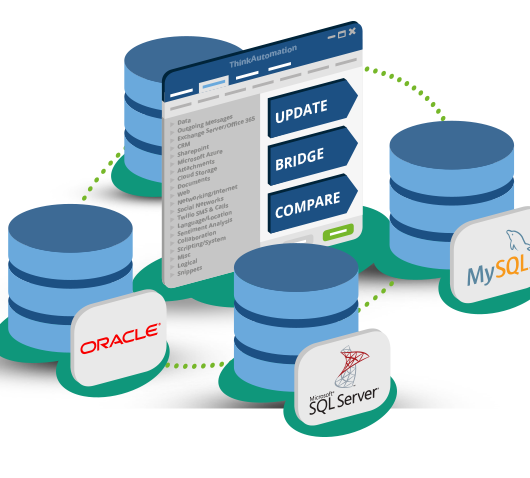 ThinkAutomation
Data
Outgoing Messages
Exchange Server/Office 365
CRM
Sharepoint
Microsoft Azure
Attachments
Cloud Storage
Documents
Web
Networking/Internet
Social Networks
Twilio SMS & Calls
Language/Location
Sentiment Analysis
Collaboration
Scripting/System
Misc
Logical
Snippets
UPDATE
BRIDGE
COMPARE
MySQL
ORACLE®
Microsoft®
SQL Server®